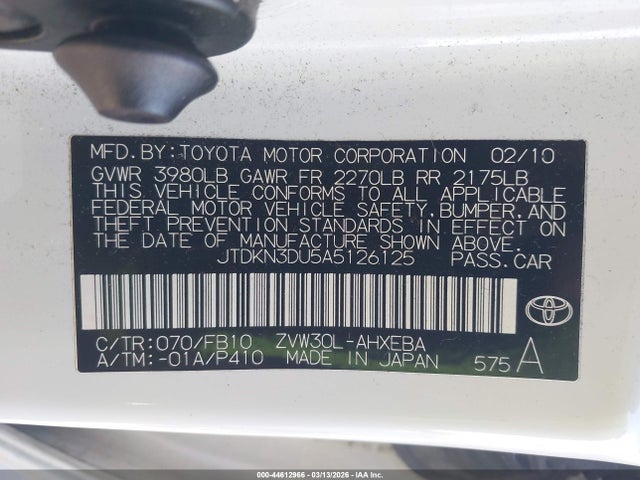 MFD.BY:TOYOTA MOTOR CORPORATION 02/10
GVWR 3980LB GAWR FR 2270LB RR 2175LB
THIS VEHICLE CONFORMS TO ALL APPLICABLE
FEDERAL MOTOR VEHICLE SAFETY,BUMPER,AND
THEFT PREVENTION STANDARDS IN EFFECT ON
THE DATE OF MANUFACTURE SHOWN ABOVE.
JTDKN3DU5A5126125 PASS.CAR
C/TR:070/FB10 ZVW30L-AHXEBA
A/TM:-01A/P410 MADE IN JAPAN 575 A
000-44612966 - 03/13/2026 - IAA Inc.